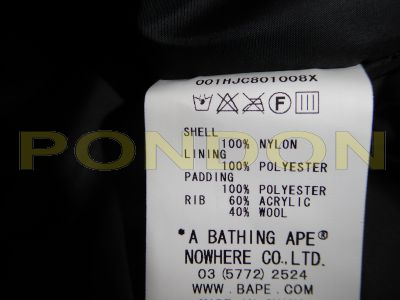 001HJC801008X
F
SHELL
100% NYLON
LINING
100% POLYESTER
PADDING
100% POLYESTER
RIB 60% ACRYLIC
40% WOOL
PONDON
*A BATHING APE®
NOWHERE CO., LTD.
03 (5772) 2524
WWW.BAPE.COM